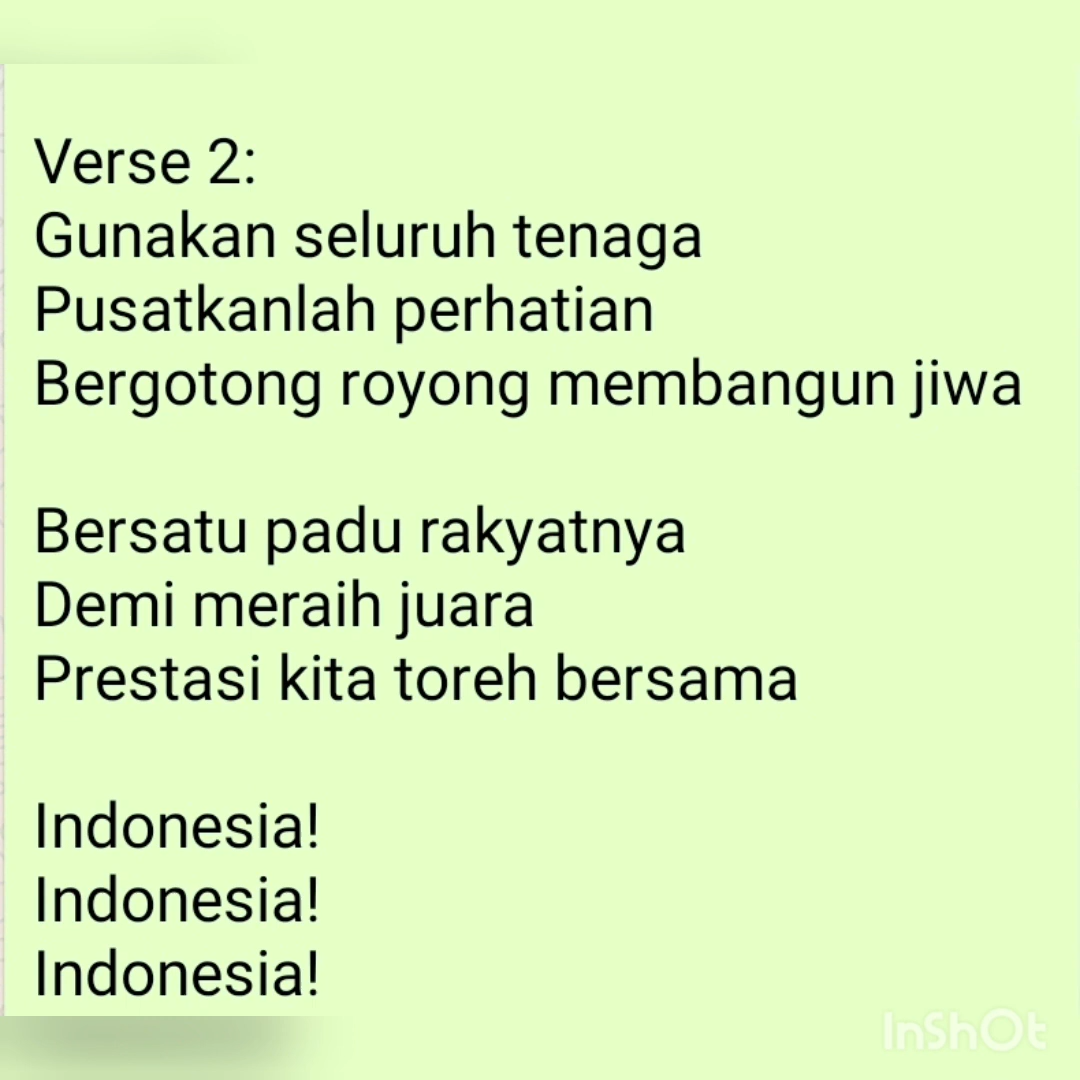 Verse 2:
Gunakan seluruh tenaga
Pusatkanlah perhatian
Bergotong royong membangun jiwa
Bersatu padu rakyatnya
Demi meraih juara
Prestasi kita toreh bersama
Indonesia!
Indonesia!
Indonesia!
InShOt